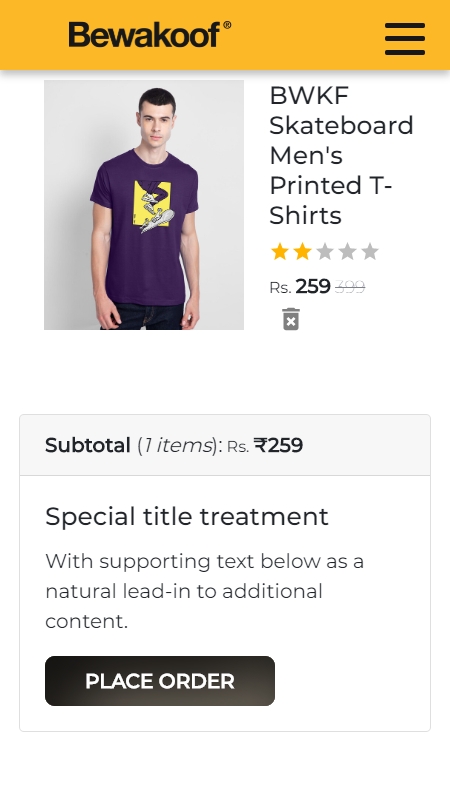 Bewakoof®
BWKF
Skateboard
Men's
Printed T-
Shirts
Rs. 259 399
Subtotal (1 items): Rs. ₹259
Special title treatment
With supporting text below as a
natural lead-in to additional
content.
PLACE ORDER